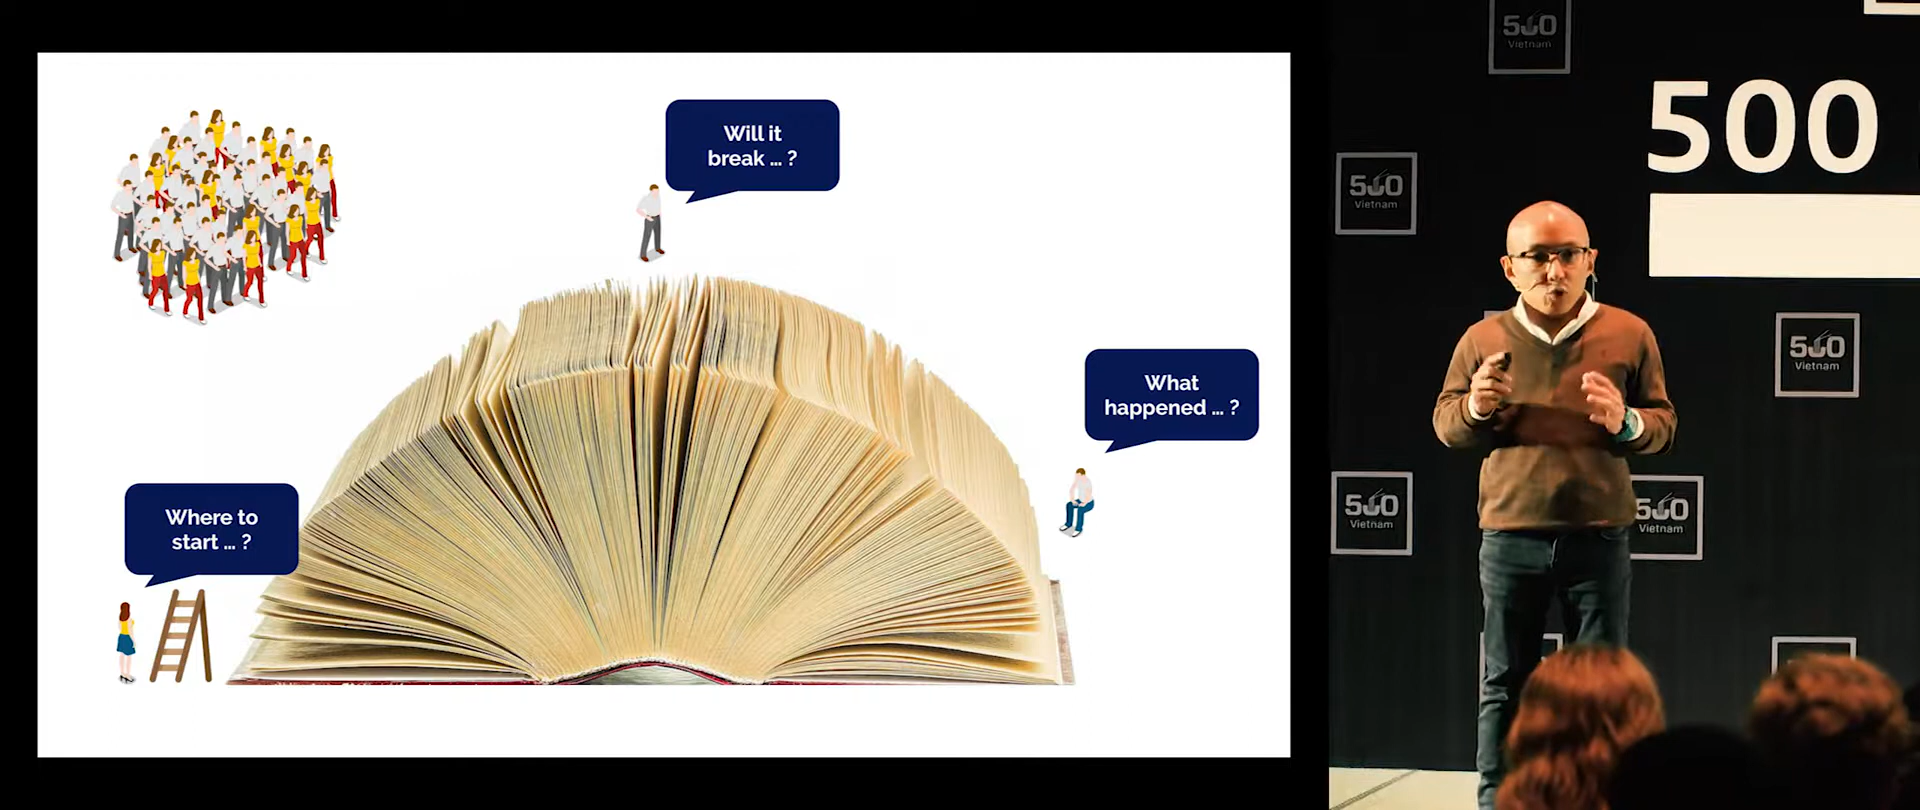 Will it
break ... ?
What
happened ... ?
Where to
start ... ?
500
500
Vietnam
500
Vietnam
500
Vietnam
500
Vietnam
500
Vietnam